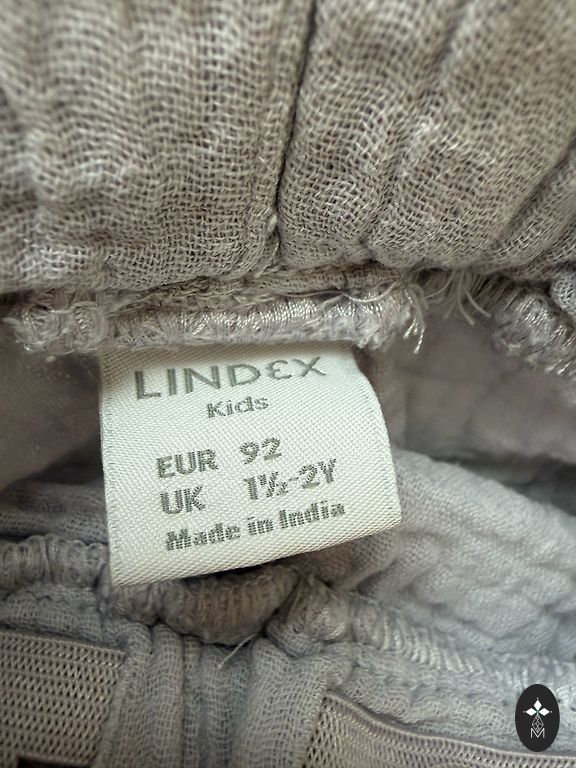 LINDEX
Kids
EUR 92
UK 1½-2Y
Made in India
M